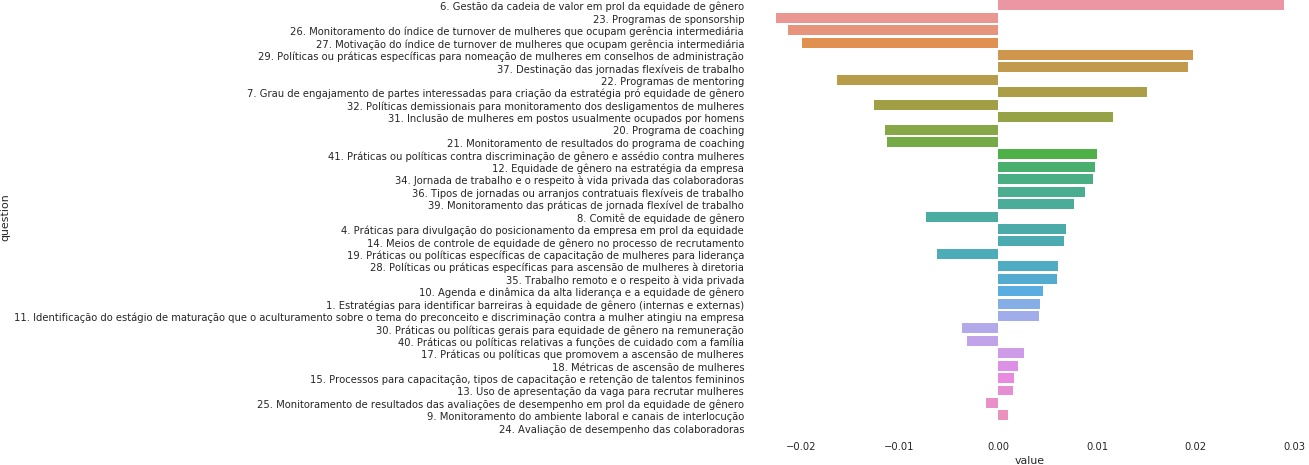 6. Gestão da cadeia de valor em prol da equidade de gênero
23. Programas de sponsorship
26. Monitoramento do índice de turnover de mulheres que ocupam gerência intermediária
27. Motivação do índice de turnover de mulheres que ocupam gerência intermediária
29. Políticas ou práticas específicas para nomeação de mulheres em conselhos de administração
37. Destinação das jornadas flexíveis de trabalho
22. Programas de mentoring
7. Grau de engajamento de partes interessadas para criação da estratégia pró equidade de gênero
32. Políticas demissionais para monitoramento dos desligamentos de mulheres
31. Inclusão de mulheres em postos usualmente ocupados por homens
20. Programa de coaching
21. Monitoramento de resultados do programa de coaching
41. Práticas ou políticas contra discriminação de gênero e assédio contra mulheres
12. Equidade de gênero na estratégia da empresa
34. Jornada de trabalho e o respeito à vida privada das colaboradoras
36. Tipos de jornadas ou arranjos contratuais flexíveis de trabalho
39. Monitoramento das práticas de jornada flexível de trabalho
8. Comitê de equidade de gênero
4. Práticas para divulgação do posicionamento da empresa em prol da equidade
14. Meios de controle de equidade de gênero no processo de recrutamento
19. Práticas ou políticas específicas de capacitação de mulheres para liderança
28. Políticas ou práticas específicas para ascensão de mulheres à diretoria
35. Trabalho remoto e o respeito à vida privada
10. Agenda e dinâmica da alta liderança e a equidade de gênero
1. Estratégias para identificar barreiras à equidade de gênero (internas e externas)
11. Identificação do estágio de maturação que o aculturamento sobre o tema do preconceito e discriminação contra a mulher atingiu na empresa
30. Práticas ou políticas gerais para equidade de gênero na remuneração
40. Práticas ou políticas relativas a funções de cuidado com a família
17. Práticas ou políticas que promovem a ascensão de mulheres
18. Métricas de ascensão de mulheres
15. Processos para capacitação, tipos de capacitação e retenção de talentos femininos
13. Uso de apresentação da vaga para recrutar mulheres
25. Monitoramento de resultados das avaliações de desempenho em prol da equidade de gênero
9. Monitoramento do ambiente laboral e canais de interlocução
24. Avaliação de desempenho das colaboradoras
question
−0.02 −0.01 0.00 0.01 0.02 0.03
value